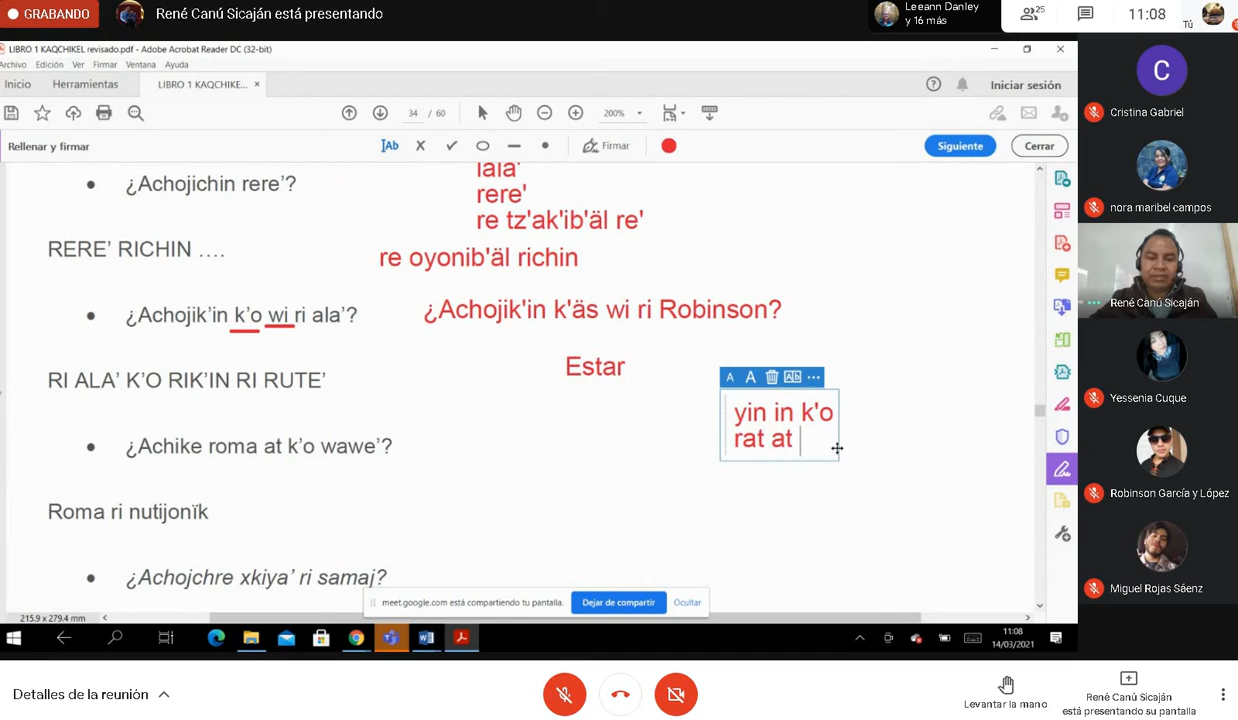 GRABANDO
René Canú Sicaján está presentando
Leeann Danley
y 16 más
25
11:08
Tú
LIBRO 1 KAQCHIKEL revisado.pdf - Adobe Acrobat Reader DC (32-bit)
Archivo Edición Ver Firmar Ventana Ayuda
Inicio Herramientas LIBRO 1 KAQCHIKE... ×
Iniciar sesión
34 / 60
200%
Rellenar y firmar
Ab
Firmar
Siguiente
Cerrar
lala'
• ¿Achojichin rere’?
rere'
re tz'ak'ib'äl re'
RERE’ RICHIN ….
re oyonib'äl richin
• ¿Achojik’in k’o wi ri ala’?
¿Achojik'in k'äs wi ri Robinson?
Estar
RI ALA’ K’O RIK’IN RI RUTE’
A A Ab
yin in k'o
rat at
• ¿Achike roma at k’o wawe’?
Roma ri nutijonïk
• ¿Achojchre xkiya’ ri samaj?
meet.google.com está compartiendo tu pantalla.
Dejar de compartir
Ocultar
215.9 x 279.4 mm
11:08
14/03/2021
C
Cristina Gabriel
nora maribel campos
René Canú Sicaján
Yessenia Cuque
Robinson García y López
Miguel Rojas Sáenz
Detalles de la reunión
Levantar la mano
René Canú Sicaján
está presentando su pantalla